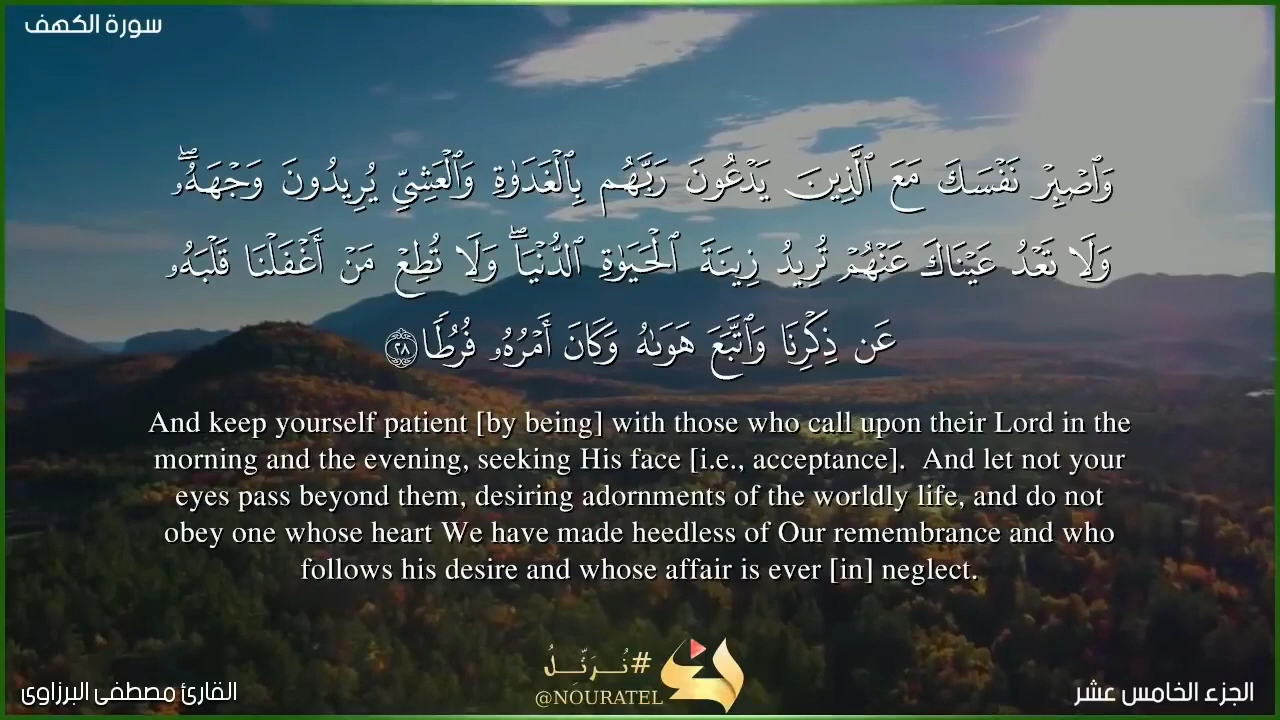 سورة الكهف
وَٱصْبِرْ نَفْسَكَ مَعَ ٱلَّذِينَ يَدْعُونَ رَبَّهُم بِٱلْغَدَوٰةِ وَٱلْعَشِىِّ يُرِيدُونَ وَجْهَهُۥۖ
وَلَا تَعْدُ عَيْنَاكَ عَنْهُمْ تُرِيدُ زِينَةَ ٱلْحَيَوٰةِ ٱلدُّنْيَاۖ وَلَا تُطِعْ مَنْ أَغْفَلْنَا قَلْبَهُۥ
عَن ذِكْرِنَا وَٱتَّبَعَ هَوَىٰهُ وَكَانَ أَمْرُهُۥ فُرُطًا ٢٨
And keep yourself patient [by being] with those who call upon their Lord in the
morning and the evening, seeking His face [i.e., acceptance].  And let not your
eyes pass beyond them, desiring adornments of the worldly life, and do not
obey one whose heart We have made heedless of Our remembrance and who
follows his desire and whose affair is ever [in] neglect.
#نُرَتِّلُ
@NOURATEL
الجزء الخامس عشر
القارئ مصطفى البرزاوى